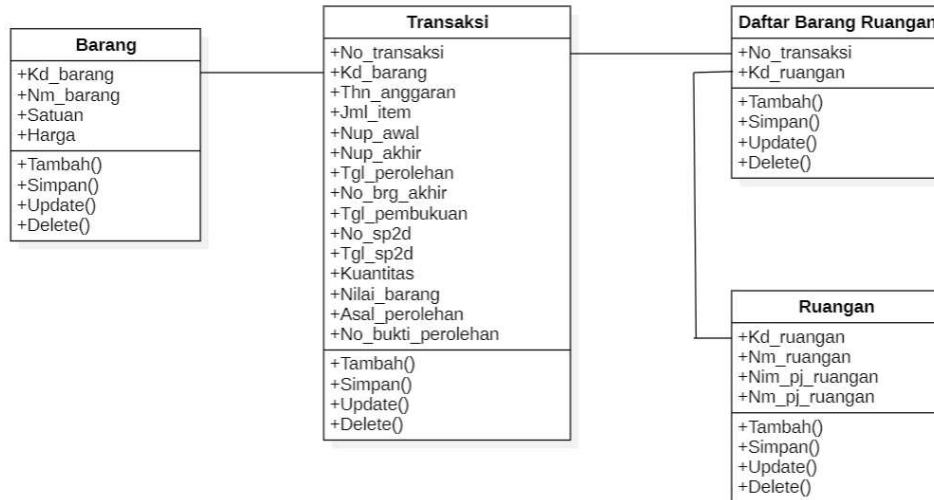 Barang
+Kd_barang
+Nm_barang
+Satuan
+Harga
+Tambah()
+Simpan()
+Update()
+Delete()
Transaksi
+No_transaksi
+Kd_barang
+Thn_anggaran
+Jml_item
+Nup_awal
+Nup_akhir
+Tgl_perolehan
+No_brg_akhir
+Tgl_pembukuan
+No_sp2d
+Tgl_sp2d
+Kuantitas
+Nilai_barang
+Asal_perolehan
+No_bukti_perolehan
+Tambah()
+Simpan()
+Update()
+Delete()
Daftar Barang Ruangan
+No_transaksi
+Kd_ruangan
+Tambah()
+Simpan()
+Update()
+Delete()
Ruangan
+Kd_ruangan
+Nm_ruangan
+Nim_pj_ruangan
+Nm_pj_ruangan
+Tambah()
+Simpan()
+Update()
+Delete()